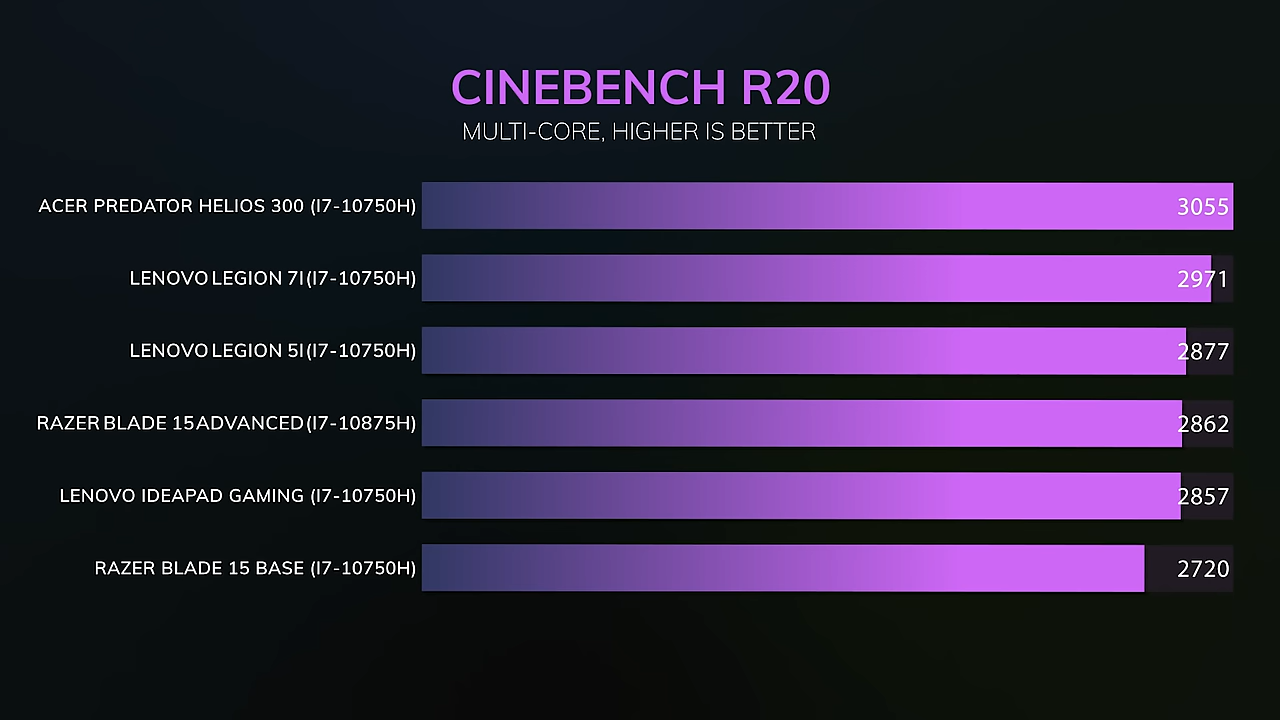 CINEBENCH R20
MULTI-CORE, HIGHER IS BETTER
ACER PREDATOR HELIOS 300 (I7-10750H) 3055
LENOVO LEGION 7I (I7-10750H) 2971
LENOVO LEGION 5I (I7-10750H) 2877
RAZER BLADE 15 ADVANCED (I7-10875H) 2862
LENOVO IDEAPAD GAMING (I7-10750H) 2857
RAZER BLADE 15 BASE (I7-10750H) 2720